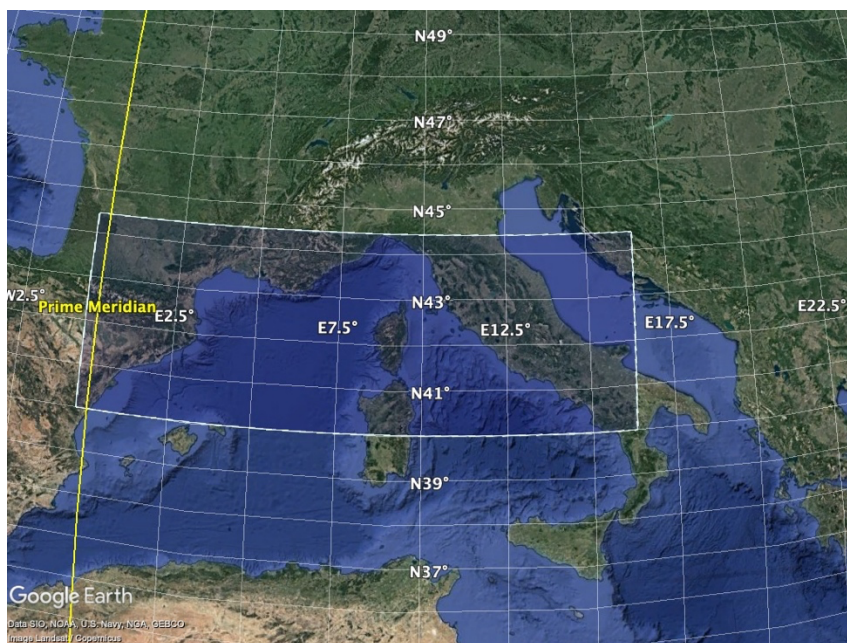 N49°
N47°
N45°
W2.5°
Prime Meridian
E2.5°
N43°
E7.5°
E12.5°
E17.5°
E22.5°
N41°
N39°
N37°
Google Earth
Data SIO, NOAA, U.S. Navy, NGA, GEBCO
Image Landsat / Copernicus